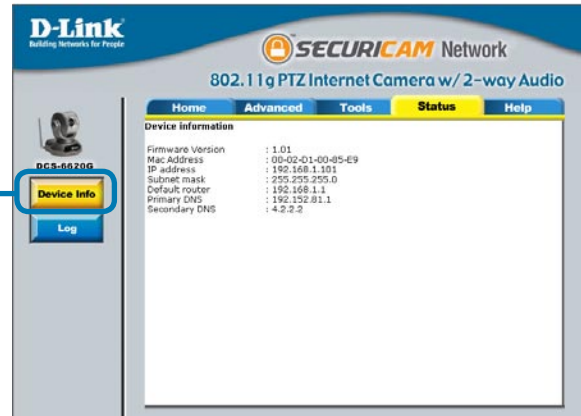 D-Link
Building Networks for People
SECURICAM Network
802.11g PTZ Internet Camera w/ 2-way Audio
Home Advanced Tools Status Help
DCS-6620G
Device Info
Log
Device information
Firmware Version : 1.01
Mac Address : 00-02-D1-00-85-E9
IP address : 192.168.1.101
Subnet mask : 255.255.255.0
Default router : 192.168.1.1
Primary DNS : 192.152.81.1
Secondary DNS : 4.2.2.2